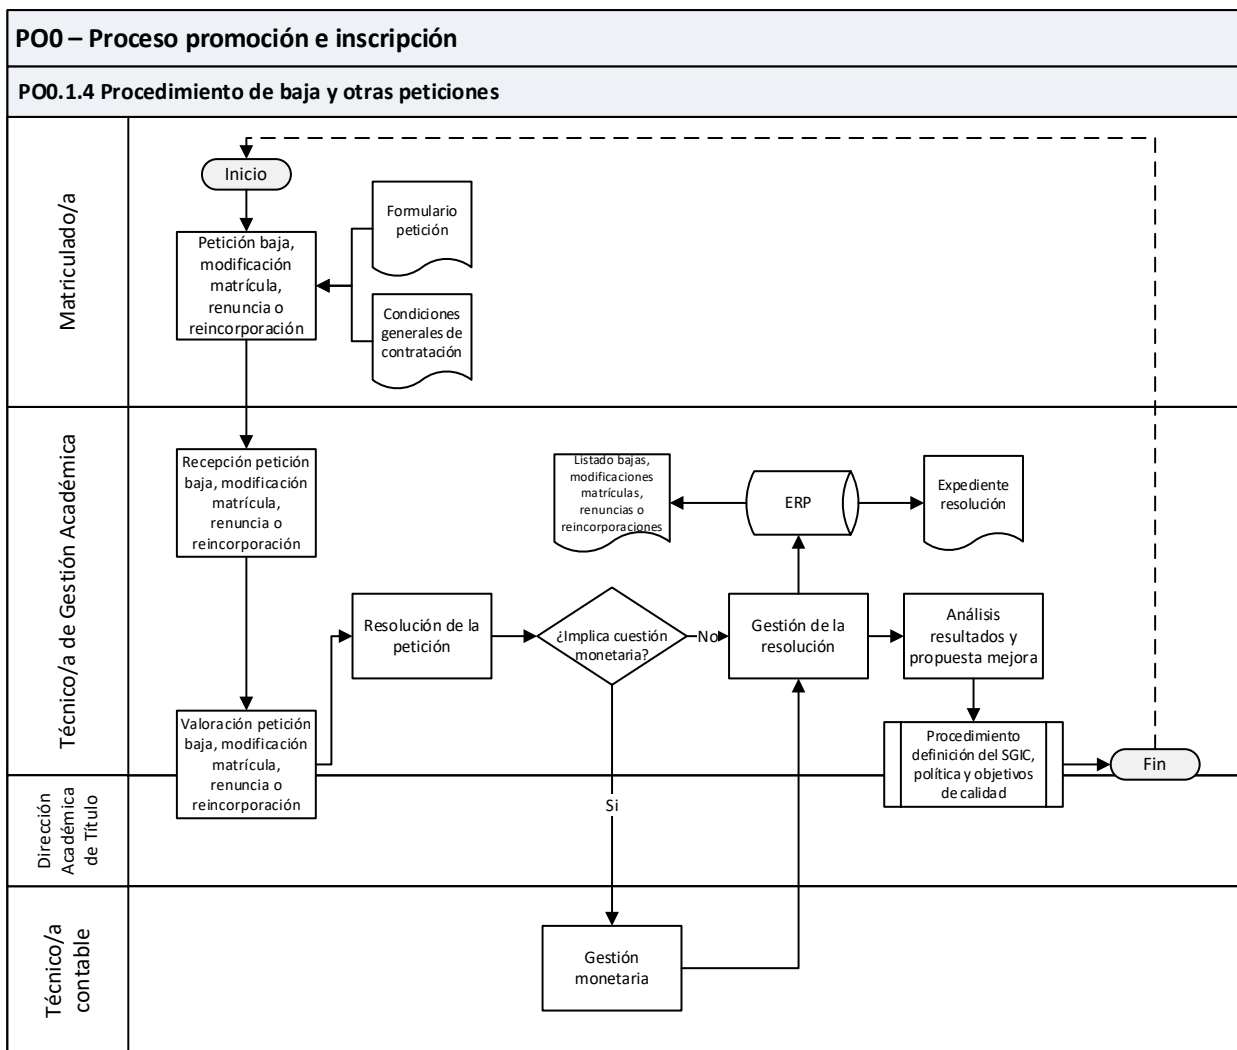 PO0 – Proceso promoción e inscripción
PO0.1.4 Procedimiento de baja y otras peticiones
Matriculado/a
Inicio
Petición baja,
modificación
matrícula,
renuncia o
reincorporación
Formulario
petición
Condiciones
generales de
contratación
Técnico/a de Gestión Académica
Recepción petición
baja, modificación
matrícula,
renuncia o
reincorporación
Listado bajas,
modificaciones
matrículas,
renuncias o
reincorporaciones
ERP
Expediente
resolución
Resolución de la
petición
¿Implica cuestión
monetaria?
No
Gestión de la
resolución
Análisis
resultados y
propuesta mejora
Valoración petición
baja, modificación
matrícula,
renuncia o
reincorporación
Procedimiento
definición del SGIC,
política y objetivos
de calidad
Fin
Dirección
Académica
de Título
Si
Técnico/a
contable
Gestión
monetaria